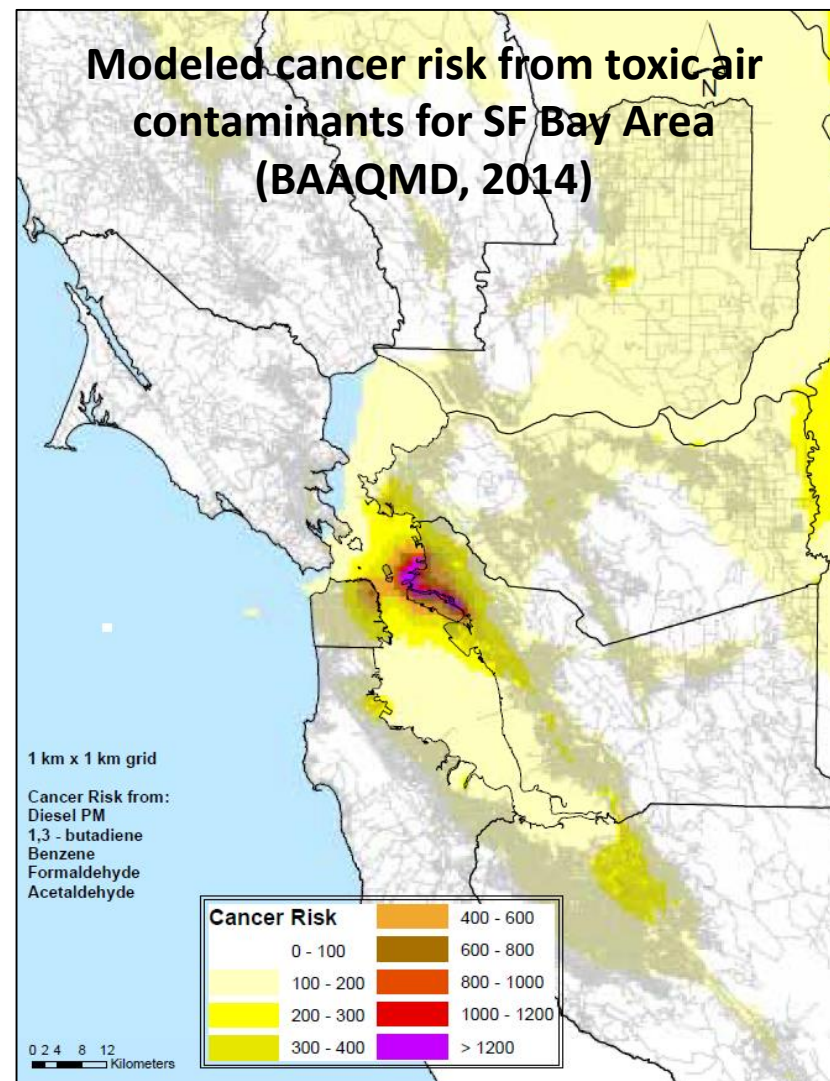 Modeled cancer risk from toxic air
contaminants for SF Bay Area
(BAAQMD, 2014)
N
1 km x 1 km grid
Cancer Risk from:
Diesel PM
1,3 - butadiene
Benzene
Formaldehyde
Acetaldehyde
Cancer Risk
0 - 100
100 - 200
200 - 300
300 - 400
400 - 600
600 - 800
800 - 1000
1000 - 1200
> 1200
0 2 4 8 12
Kilometers